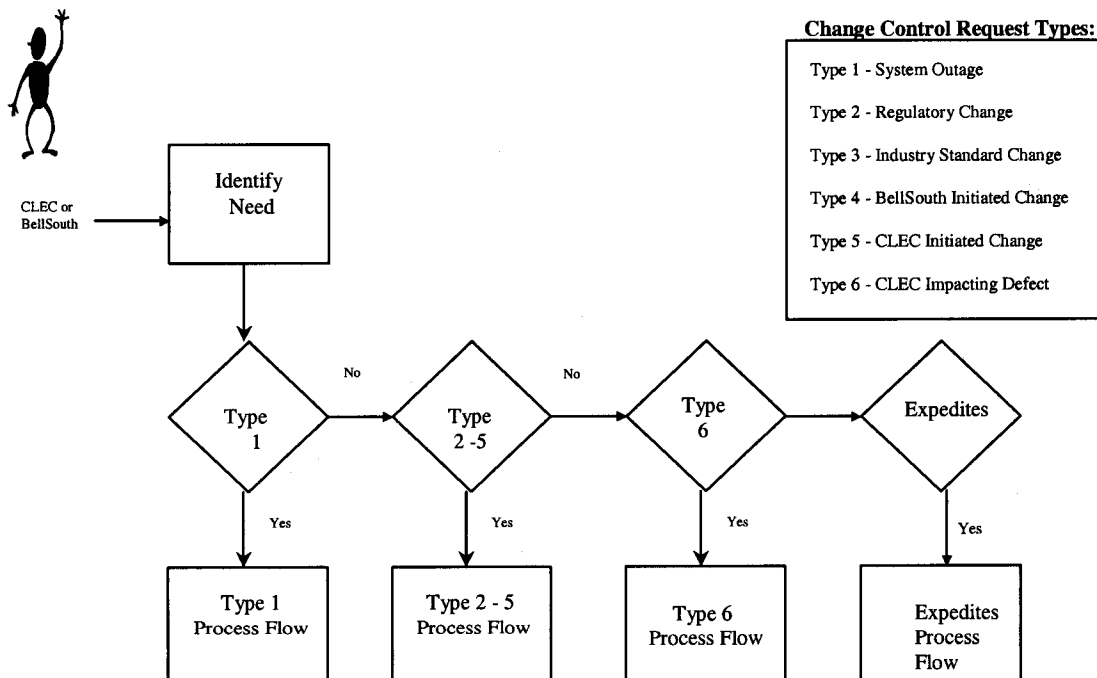 Change Control Request Types:
Type 1 - System Outage
Type 2 - Regulatory Change
Type 3 - Industry Standard Change
Type 4 - BellSouth Initiated Change
Type 5 - CLEC Initiated Change
Type 6 - CLEC Impacting Defect
Identify
Need
CLEC or
BellSouth
No
No
Type
1
Type
2 -5
Type
6
Expedites
Yes
Yes
Yes
Yes
Type 1
Process Flow
Type 2 - 5
Process Flow
Type 6
Process Flow
Expedites
Process
Flow